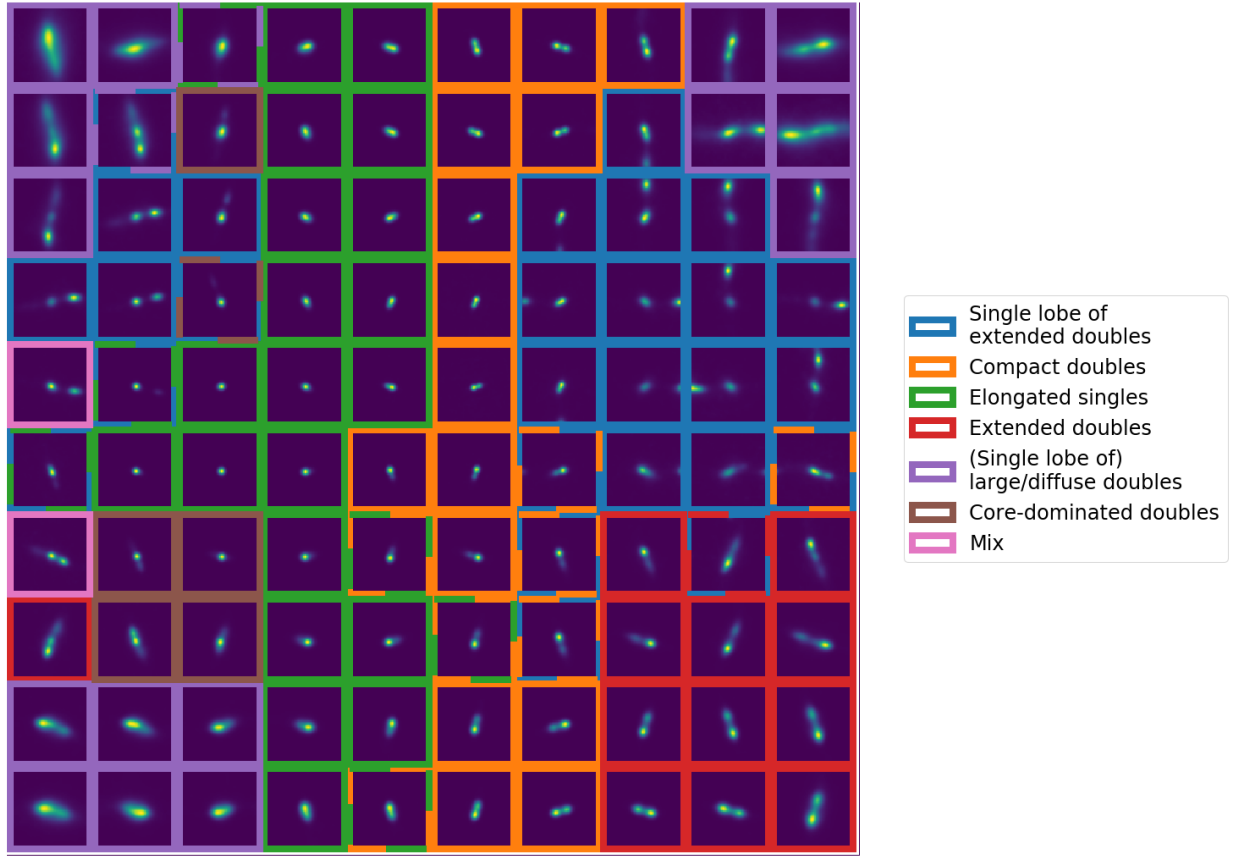 Single lobe of
extended doubles
Compact doubles
Elongated singles
Extended doubles
(Single lobe of)
large/diffuse doubles
Core-dominated doubles
Mix